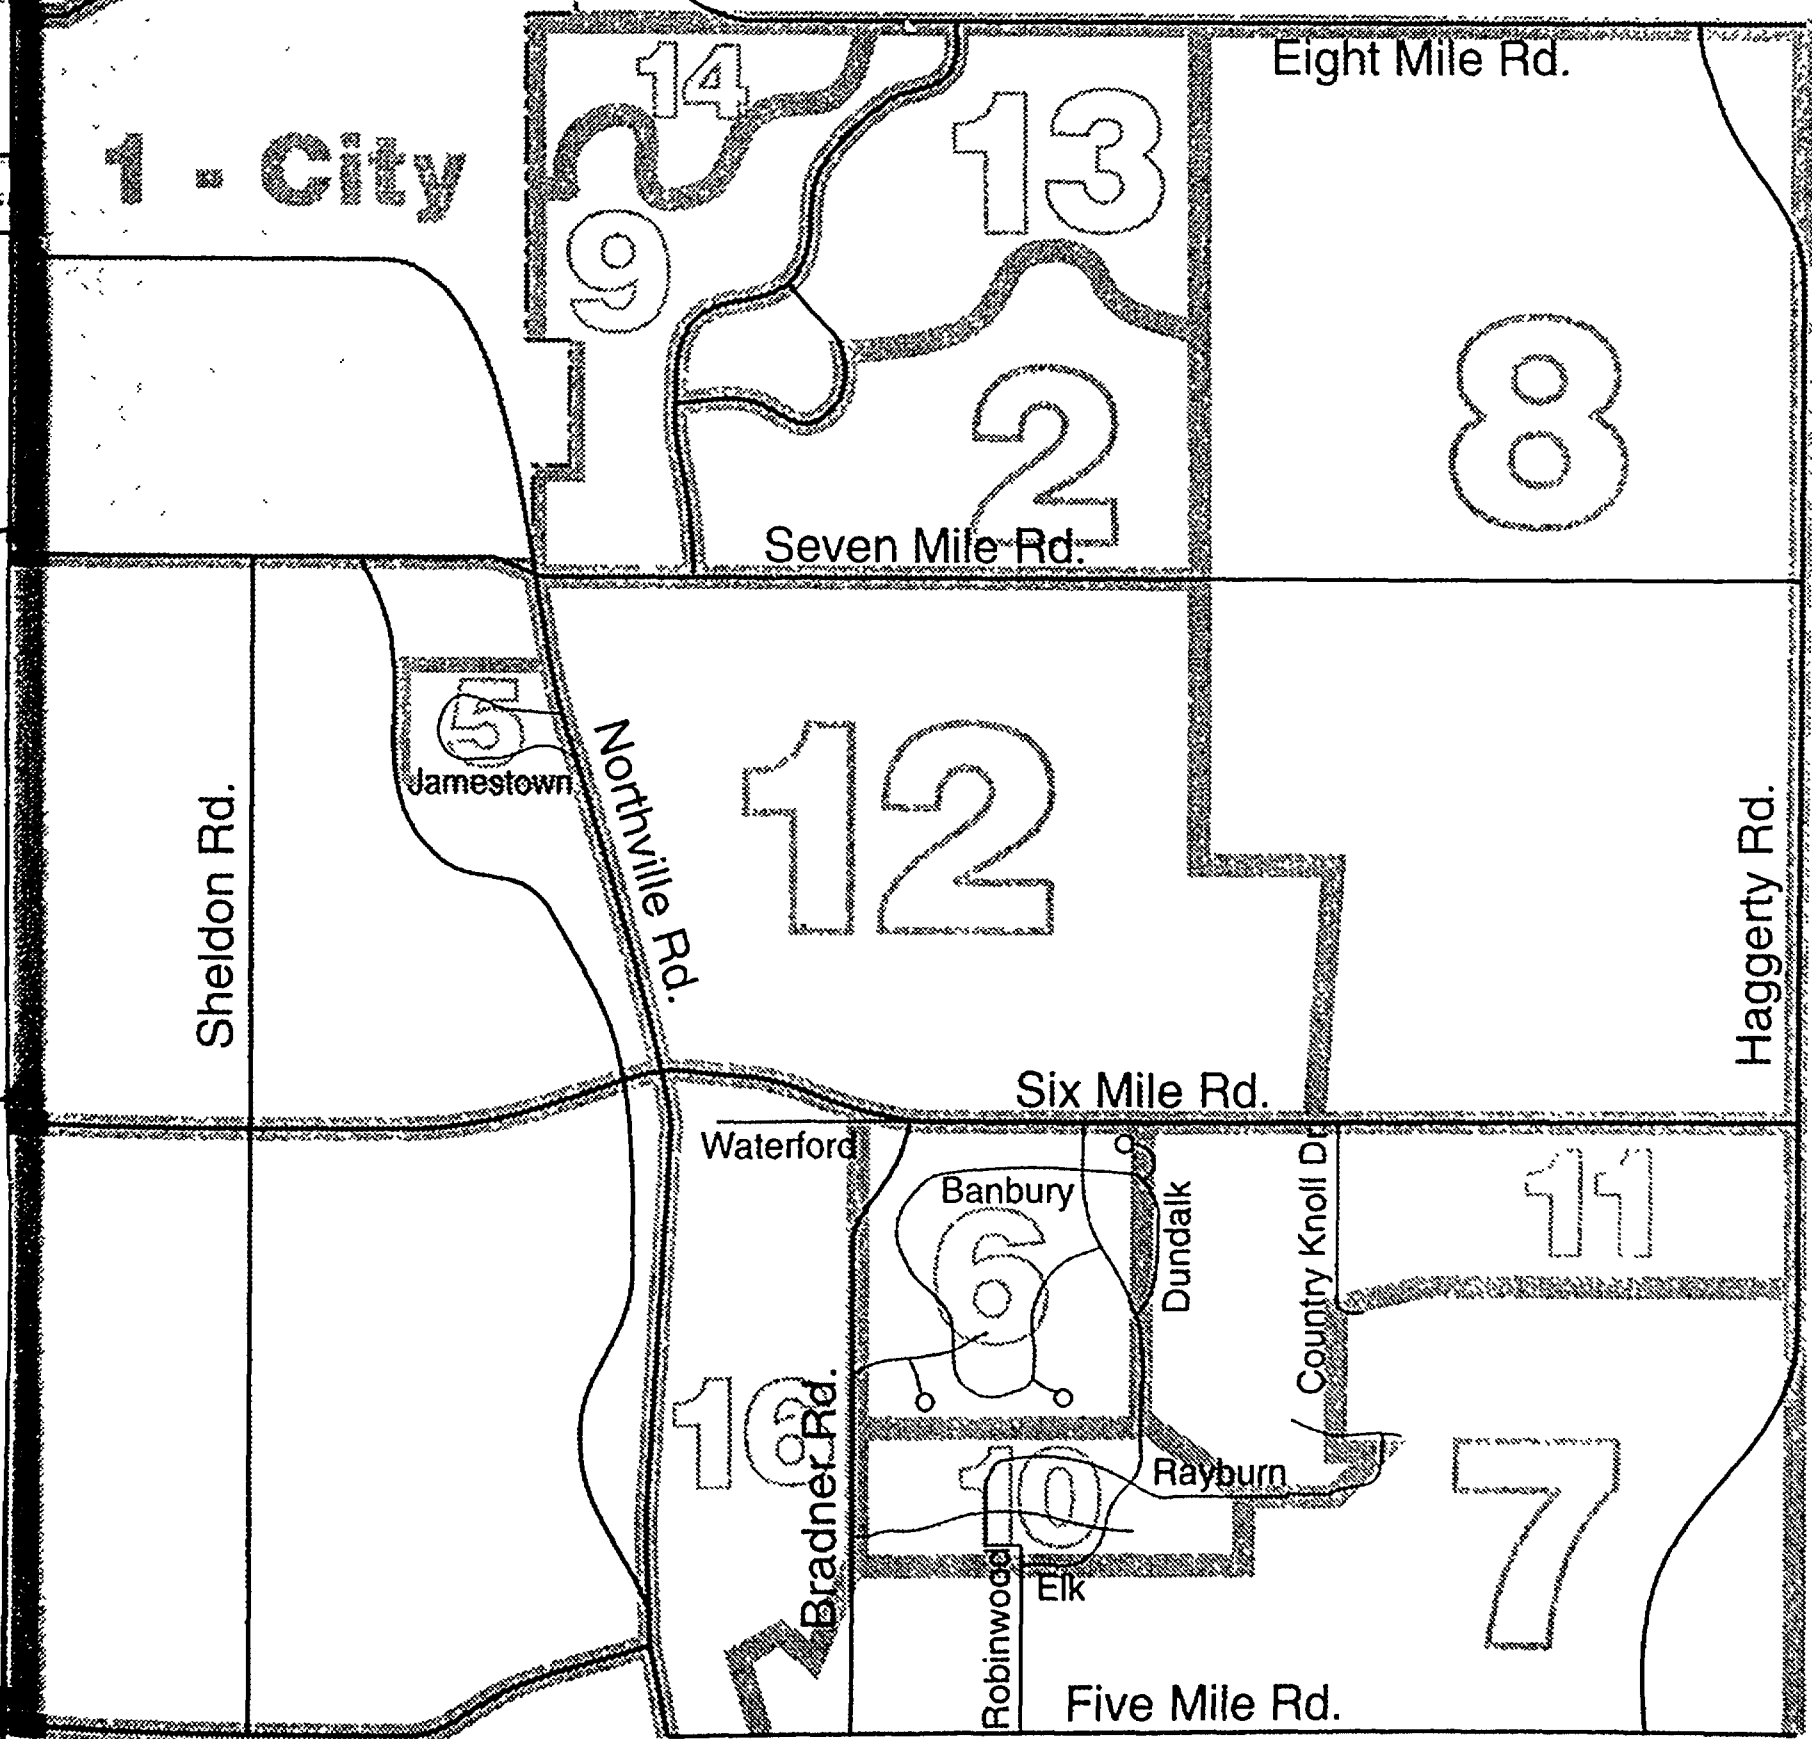 Eight Mile Rd.
14
13
1 - City
9
8
2
Seven Mile Rd.
5
Jamestown
Northville Rd.
12
Sheldon Rd.
Haggerty Rd.
Six Mile Rd.
Waterford
Banbury
Dundalk
Country Knoll Dr
11
6
16
Bradner Rd.
10
Rayburn
7
Elk
Robinwood
Five Mile Rd.